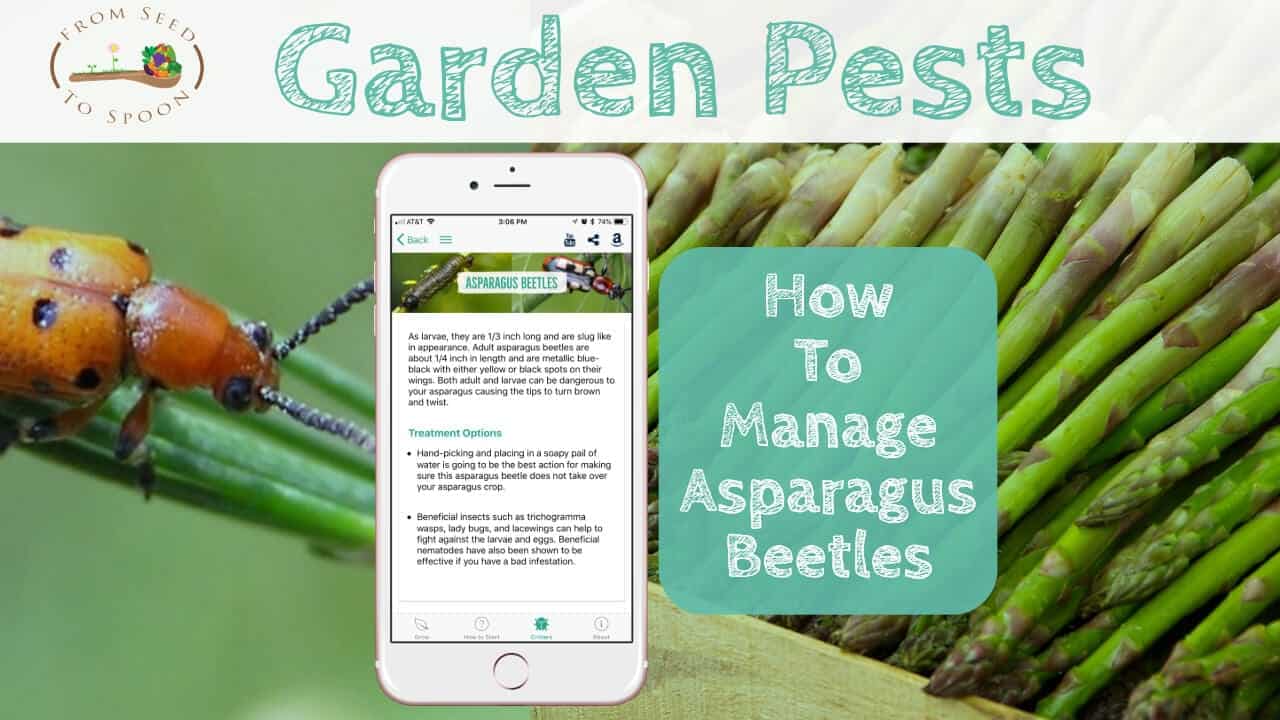 FROM SEED
TO SPOON
Garden Pests
AT&T
3:06 PM
74%
Back
You
Tube
a
ASPARAGUS BEETLES
As larvae, they are 1/3 inch long and are slug like
in appearance. Adult asparagus beetles are
about 1/4 inch in length and are metallic blue-
black with either yellow or black spots on their
wings. Both adult and larvae can be dangerous to
your asparagus causing the tips to turn brown
and twist.
Treatment Options
• Hand-picking and placing in a soapy pail of
water is going to be the best action for making
sure this asparagus beetle does not take over
your asparagus crop.
• Beneficial insects such as trichogramma
wasps, lady bugs, and lacewings can help to
fight against the larvae and eggs. Beneficial
nematodes have also been shown to be
effective if you have a bad infestation.
Grow
How to Start
Critters
About
How
To
Manage
Asparagus
Beetles